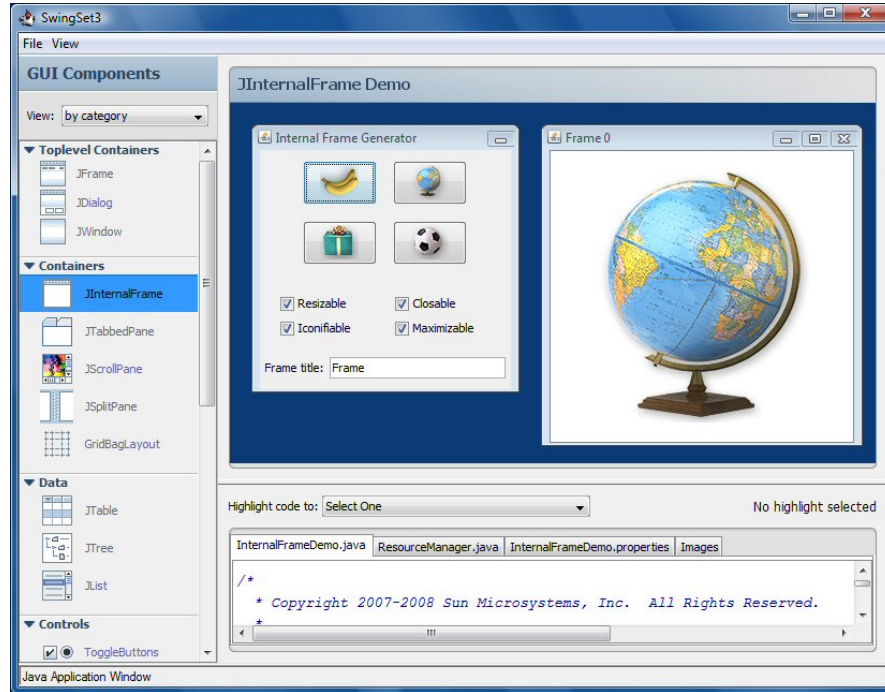 SwingSet3
File View
GUI Components
View: by category
Toplevel Containers
JFrame
JDialog
JWindow
Containers
JInternalFrame
JTabbedPane
JScrollPane
JSplitPane
GridBagLayout
Data
JTable
JTree
JList
Controls
ToggleButtons
JInternalFrame Demo
Internal Frame Generator
Resizable Closable
Iconifiable Maximizable
Frame title: Frame
Frame 0
Highlight code to: Select One No highlight selected
InternalFrameDemo.java ResourceManager.java InternalFrameDemo.properties Images
/*
* Copyright 2007-2008 Sun Microsystems, Inc. All Rights Reserved.
*
Java Application Window